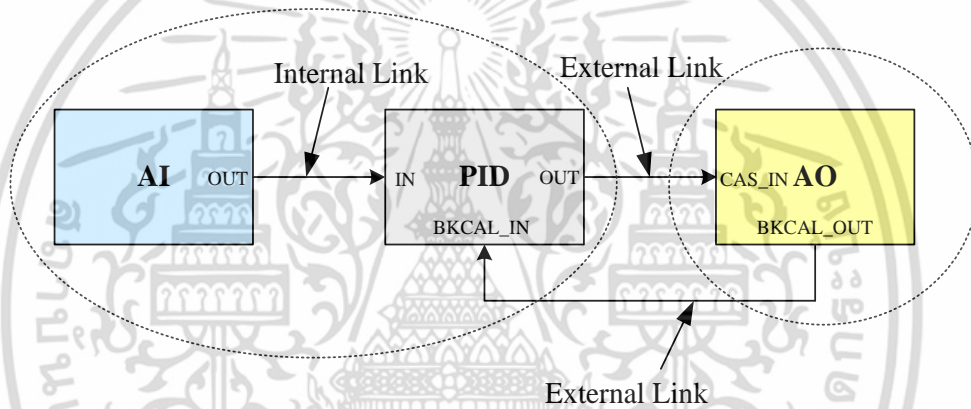 Internal Link
External Link
AI
OUT
IN
PID
OUT
BKCAL_IN
CAS_IN
AO
BKCAL_OUT
External Link